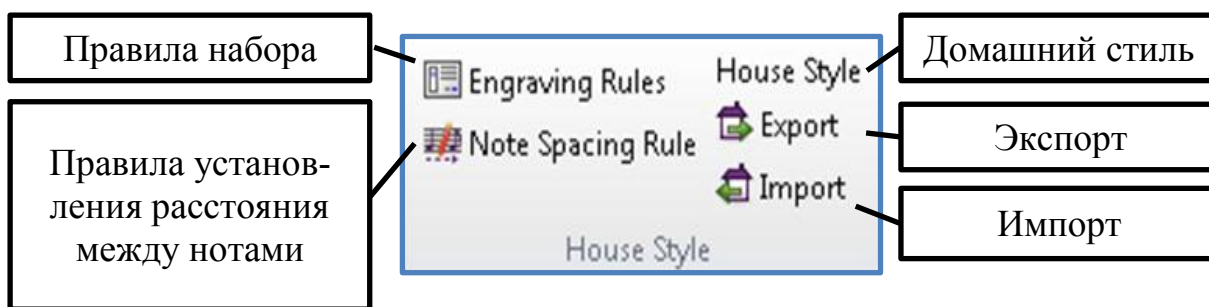 Правила набора
Правила установ-
ления расстояния
между нотами
Engraving Rules
Note Spacing Rule
House Style
Export
Import
House Style
Домашний стиль
Экспорт
Импорт